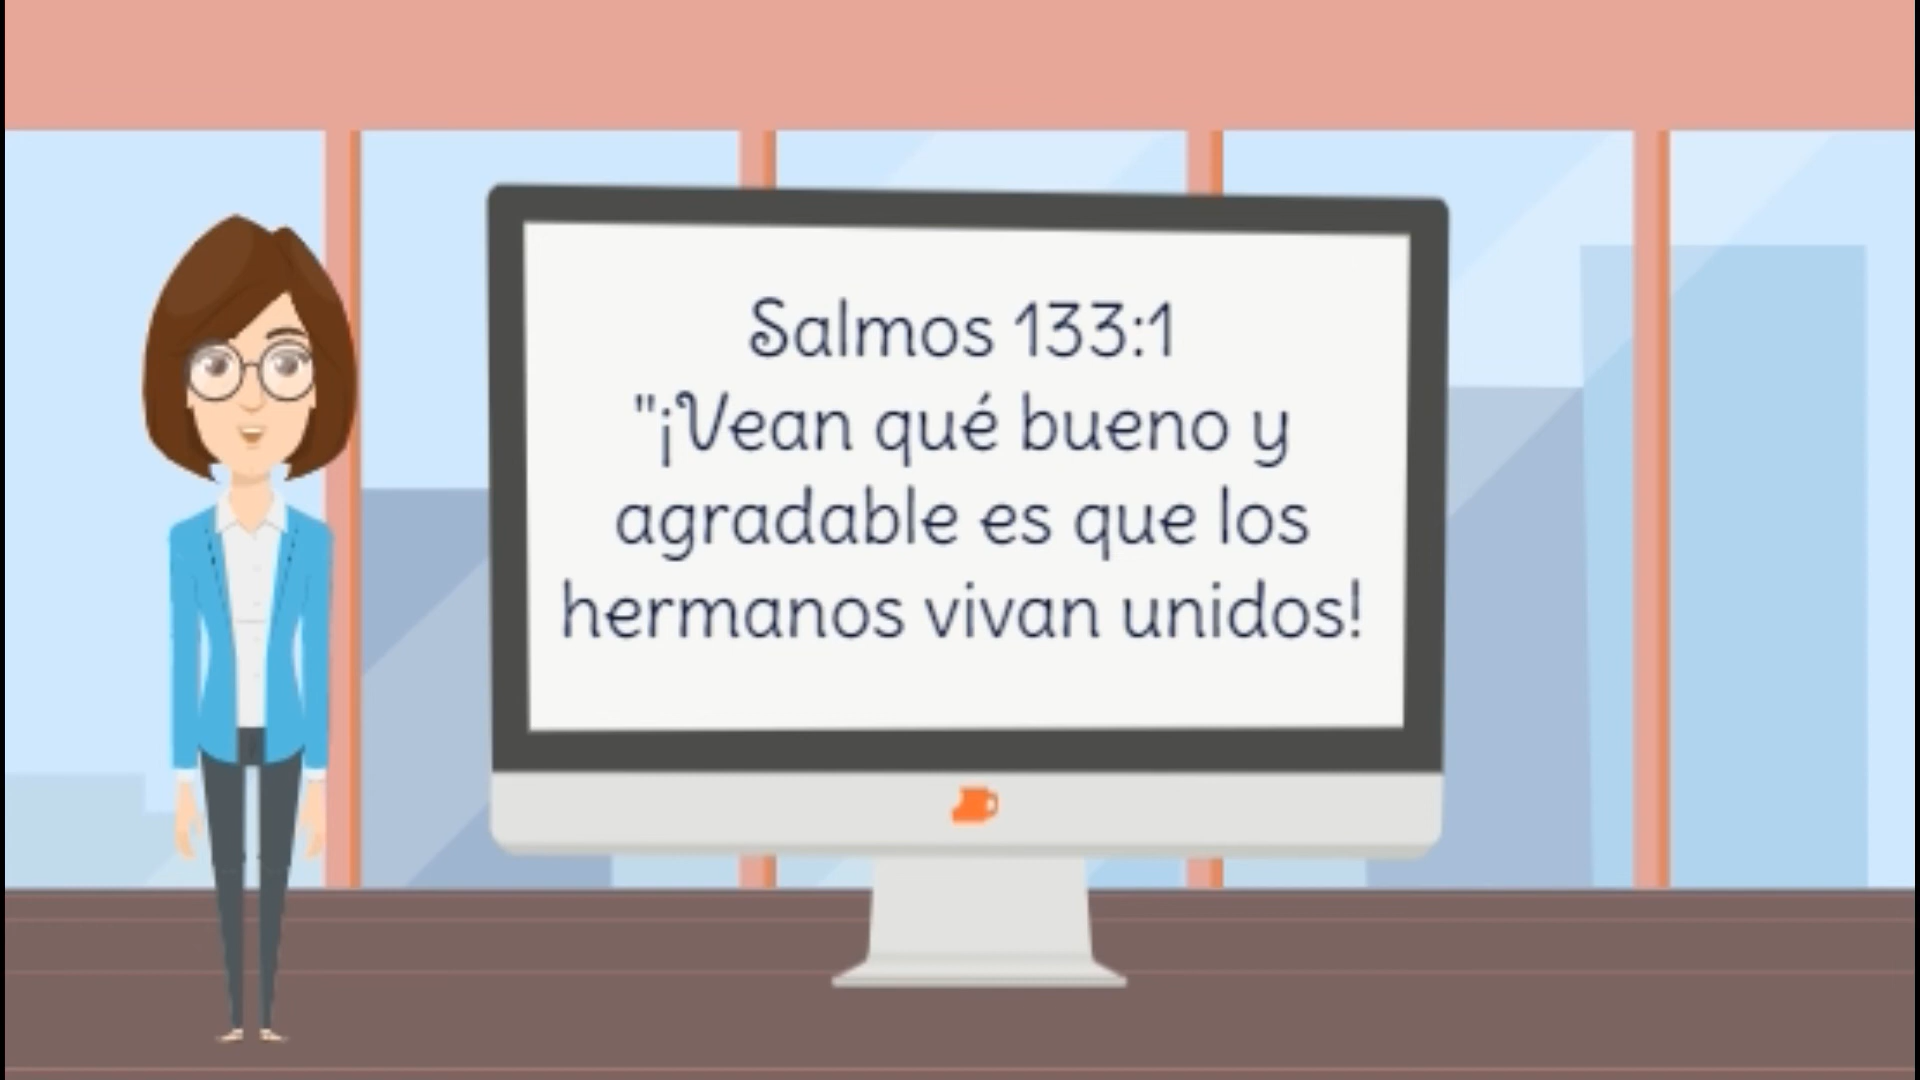 Salmos 133:1
"¡Vean qué bueno y
agradable es que los
hermanos vivan unidos!